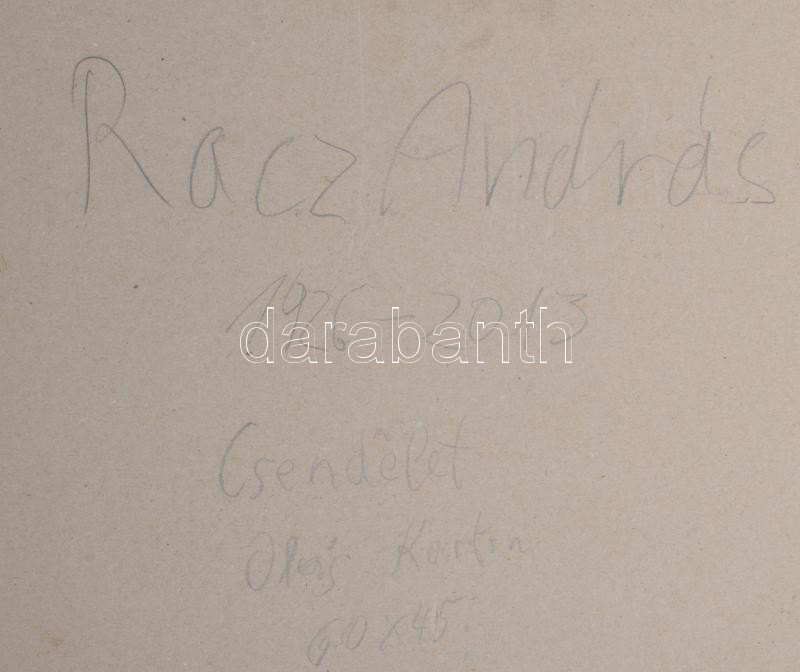 Racz András
1926-2013
darabanth
Csendélet
Olaj Karton
60x45